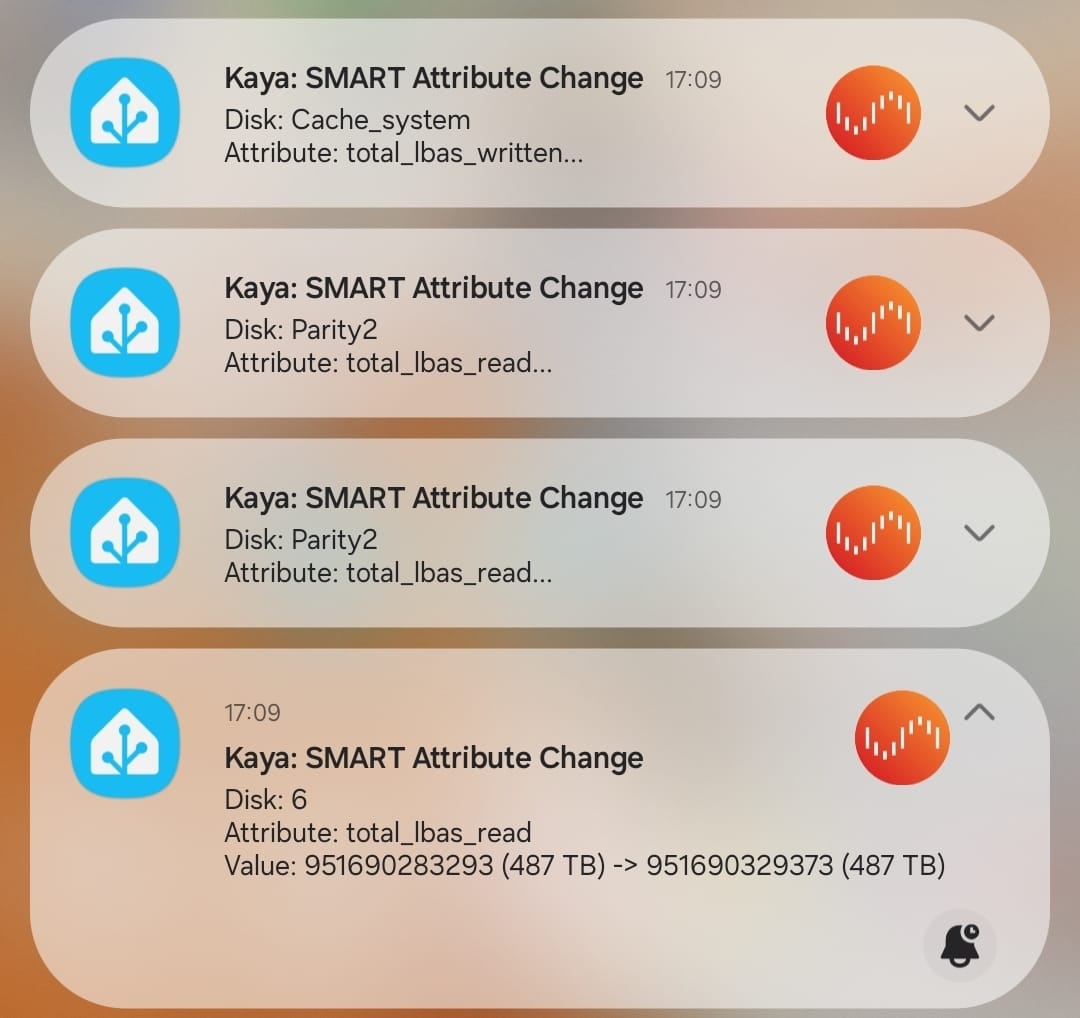 Kaya: SMART Attribute Change 17:09
Disk: Cache_system
Attribute: total_lbas_written...
Kaya: SMART Attribute Change 17:09
Disk: Parity2
Attribute: total_lbas_read...
Kaya: SMART Attribute Change 17:09
Disk: Parity2
Attribute: total_lbas_read...
17:09
Kaya: SMART Attribute Change
Disk: 6
Attribute: total_lbas_read
Value: 951690283293 (487 TB) -> 951690329373 (487 TB)